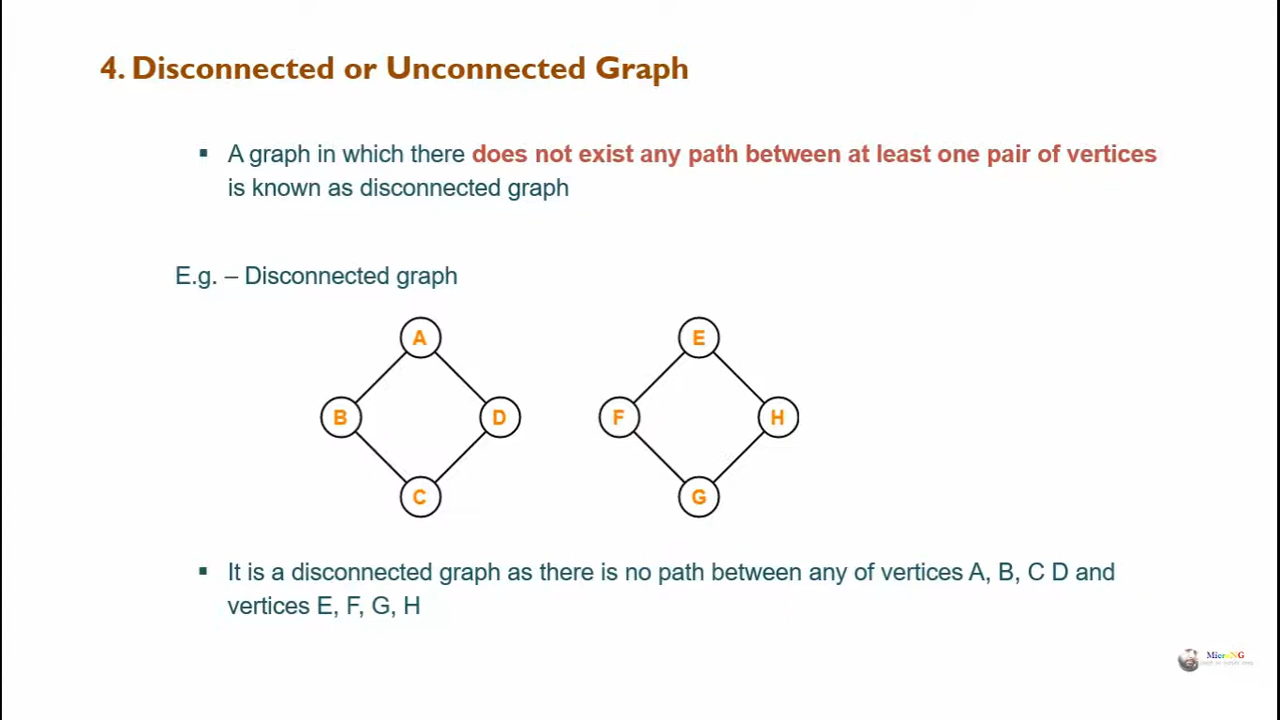 4. Disconnected or Unconnected Graph
▪ A graph in which there does not exist any path between at least one pair of vertices
is known as disconnected graph
E.g. – Disconnected graph
A
E
B
D
F
H
C
G
▪ It is a disconnected graph as there is no path between any of vertices A, B, C D and
vertices E, F, G, H
MicroNG